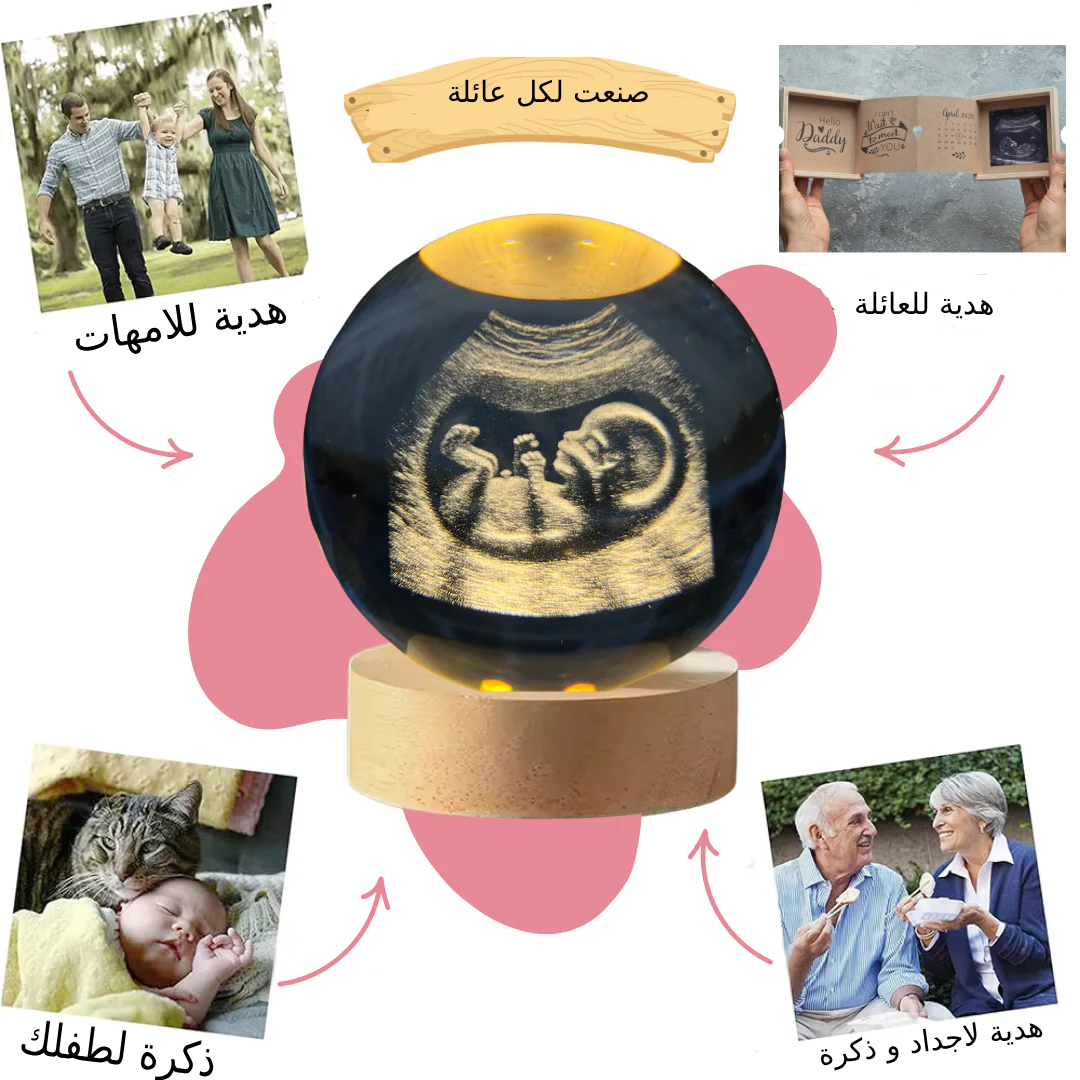 صنعت لكل عائلة
Hello
Daddy
I can't
Wait &
to meet
YOU
April 2020
هدية للامهات
هدية للعائلة
ذكرة لطفلك
هدية لاجداد و ذكرة